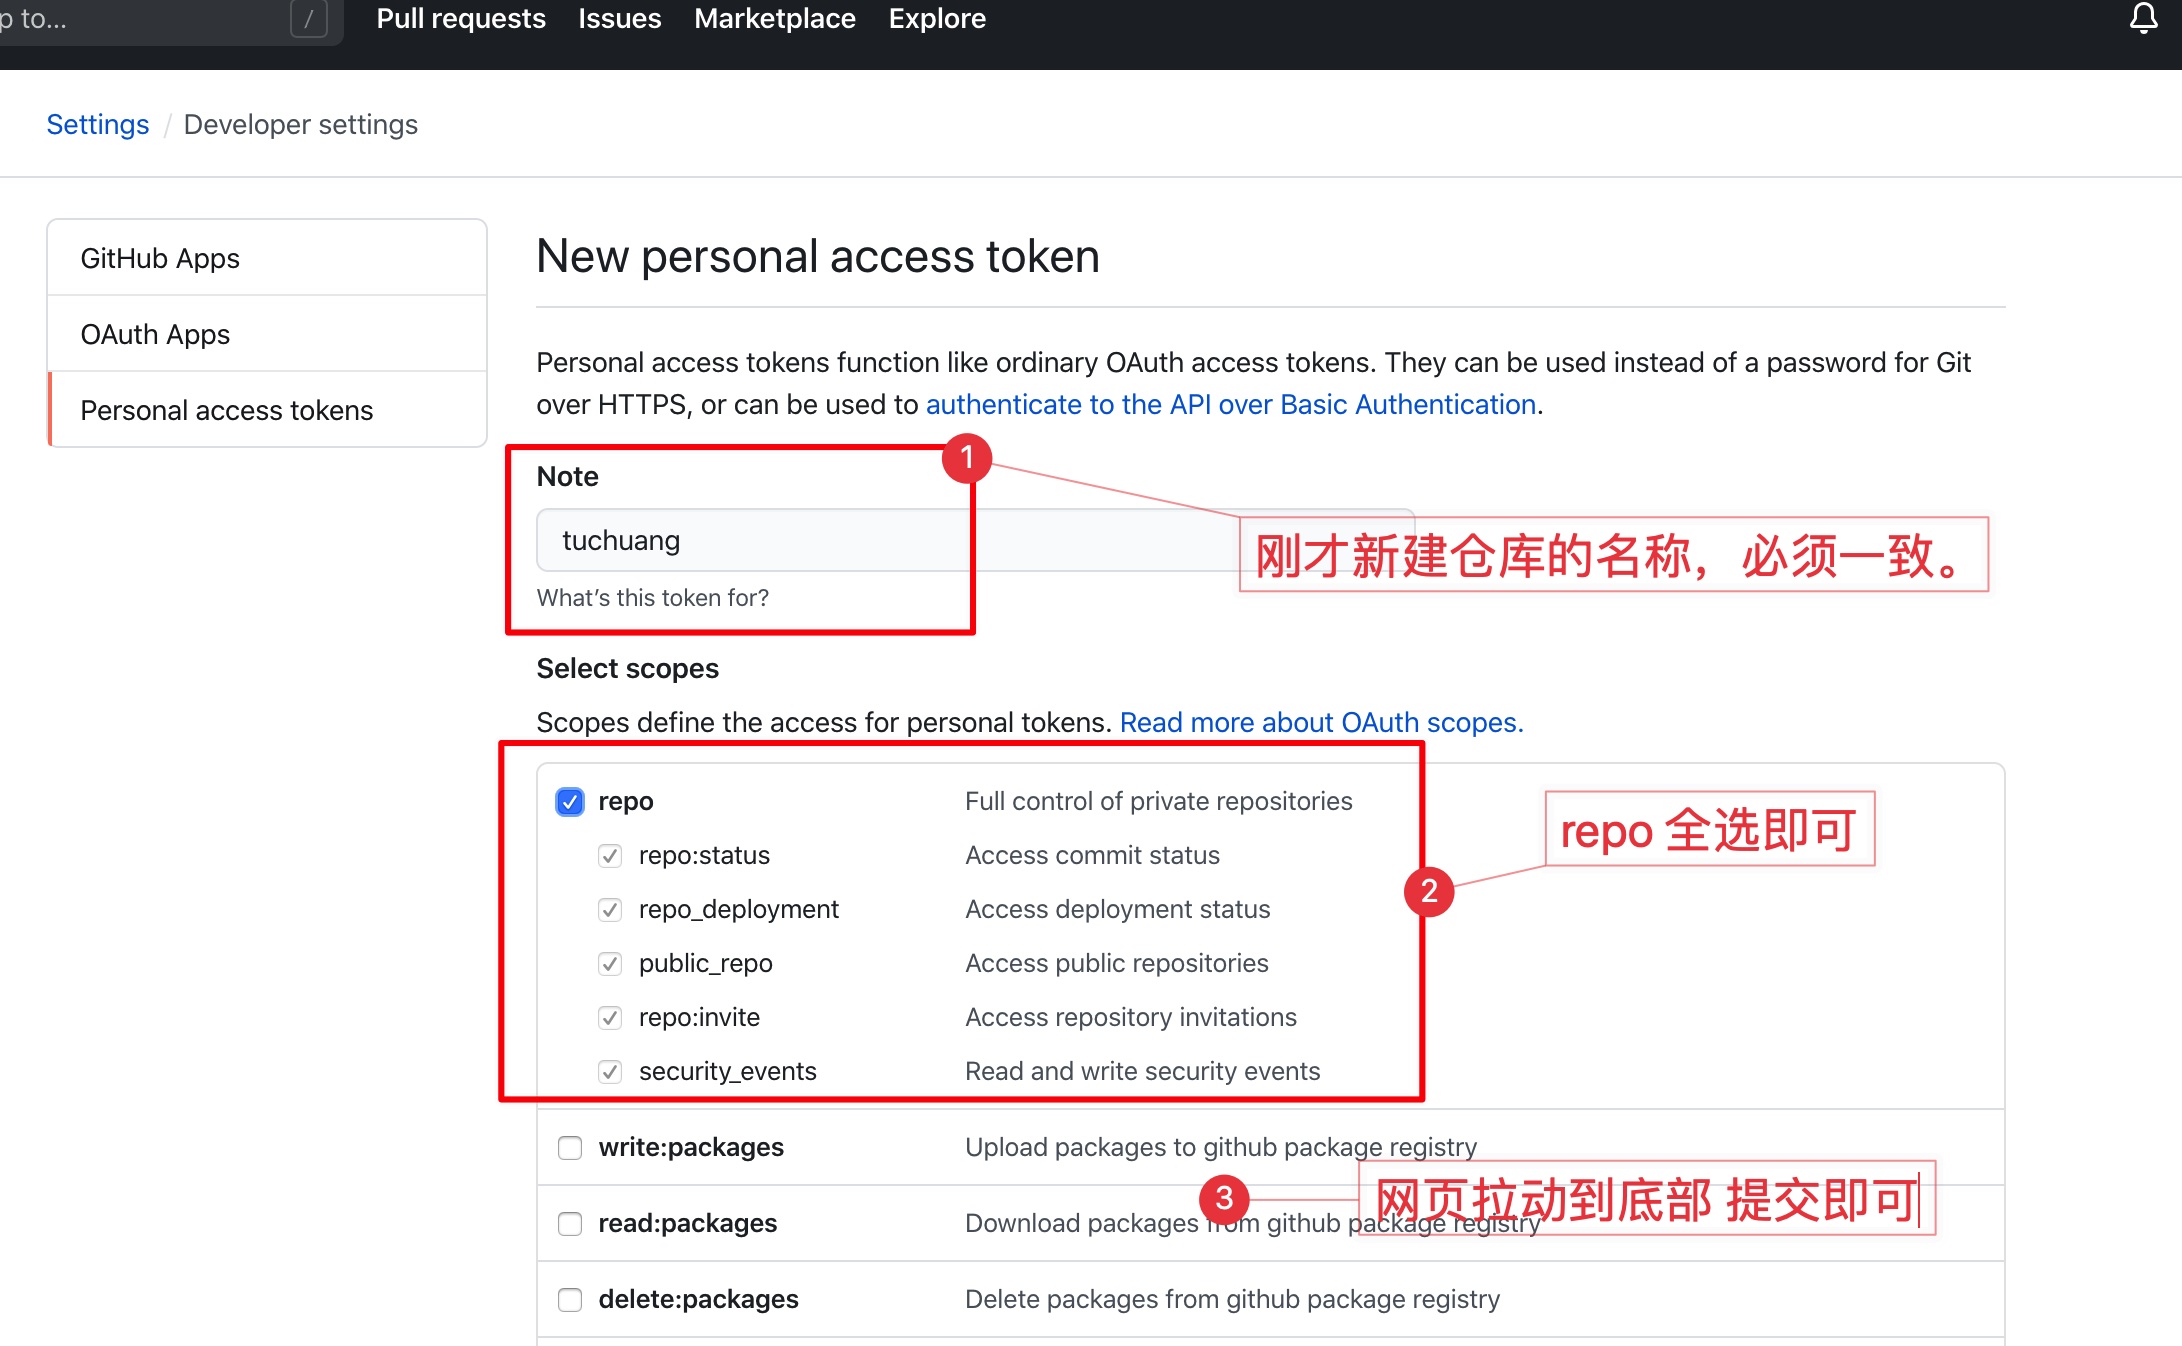 p to...
/
Pull requests
Issues
Marketplace
Explore
Settings / Developer settings
GitHub Apps
OAuth Apps
Personal access tokens
New personal access token
Personal access tokens function like ordinary OAuth access tokens. They can be used instead of a password for Git
over HTTPS, or can be used to authenticate to the API over Basic Authentication.
1
Note
tuchuang
刚才新建仓库的名称，必须一致。
What's this token for?
Select scopes
Scopes define the access for personal tokens. Read more about OAuth scopes.
repo Full control of private repositories
repo 全选即可
repo:status Access commit status
2
repo_deployment Access deployment status
public_repo Access public repositories
repo:invite Access repository invitations
security_events Read and write security events
write:packages Upload packages to github package registry
3
网页拉动到底部 提交即可
read:packages Download packages from github package registry
delete:packages Delete packages from github package registry